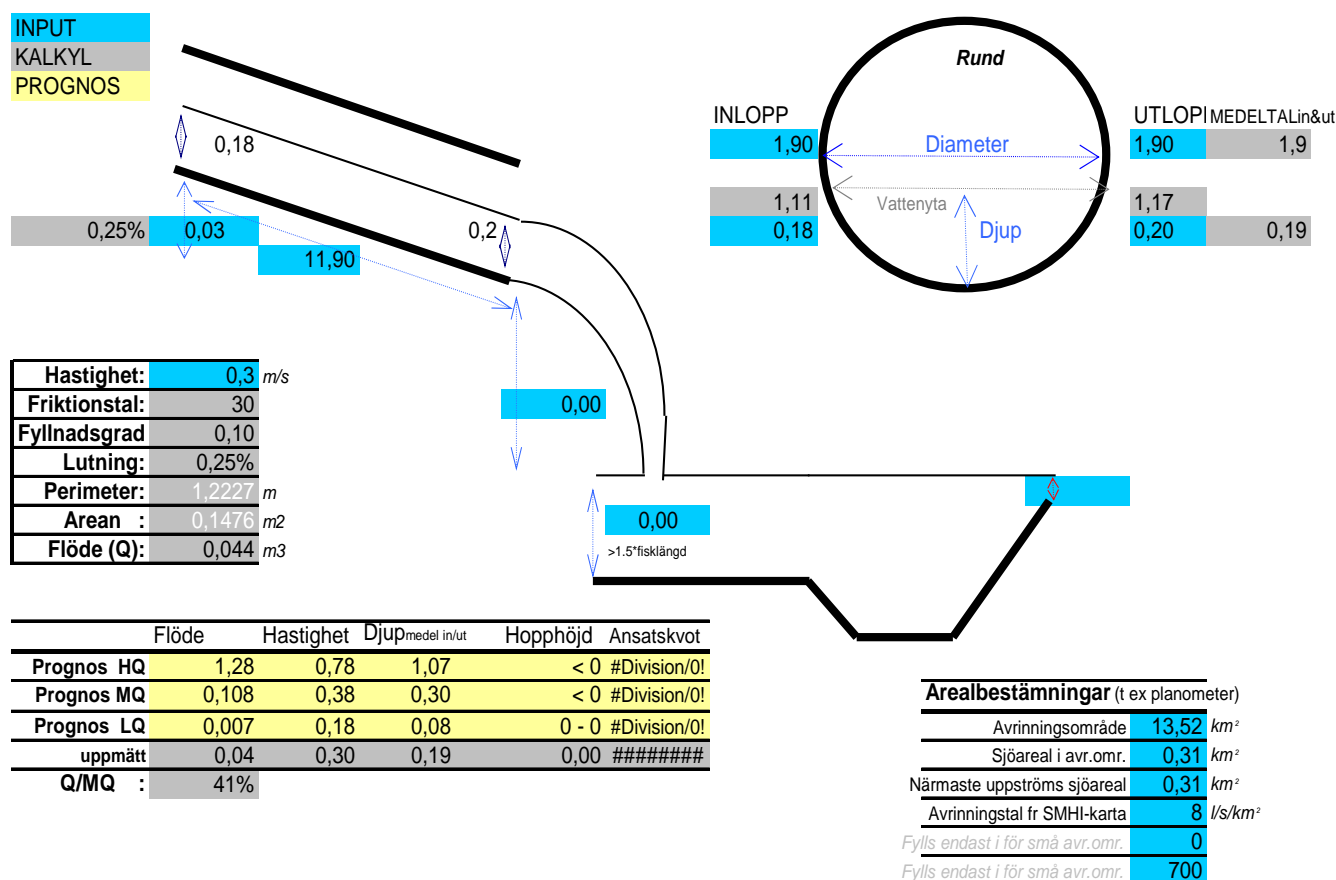 INPUT
KALKYL
PROGNOS
Rund
INLOPP
UTLOPP
MEDELTALin&ut
1,90
Diameter
1,90
1,9
0,18
1,11
Vattenyta
1,17
0,25%
0,03
0,2
0,18
Djup
0,20
0,19
11,90
Hastighet: 0,3 m/s
Friktionstal: 30
0,00
Fyllnadsgrad 0,10
Lutning: 0,25%
Perimeter: 1,2227 m
Arean : 0,1476 m2
0,00
Flöde (Q): 0,044 m3
>1.5*fisklängd
Flöde Hastighet Djupmedel in/ut Hopphöjd Ansatskvot
Prognos HQ 1,28 0,78 1,07 < 0 #Division/0!
Prognos MQ 0,108 0,38 0,30 < 0 #Division/0!
Prognos LQ 0,007 0,18 0,08 0 - 0 #Division/0!
uppmätt 0,04 0,30 0,19 0,00 ########
Q/MQ : 41%
Arealbestämningar (t ex planometer)
Avrinningsområde 13,52 km²
Sjöareal i avr.omr. 0,31 km²
Närmaste uppströms sjöareal 0,31 km²
Avrinningstal fr SMHI-karta 8 l/s/km²
Fylls endast i för små avr.omr. 0
Fylls endast i för små avr.omr. 700